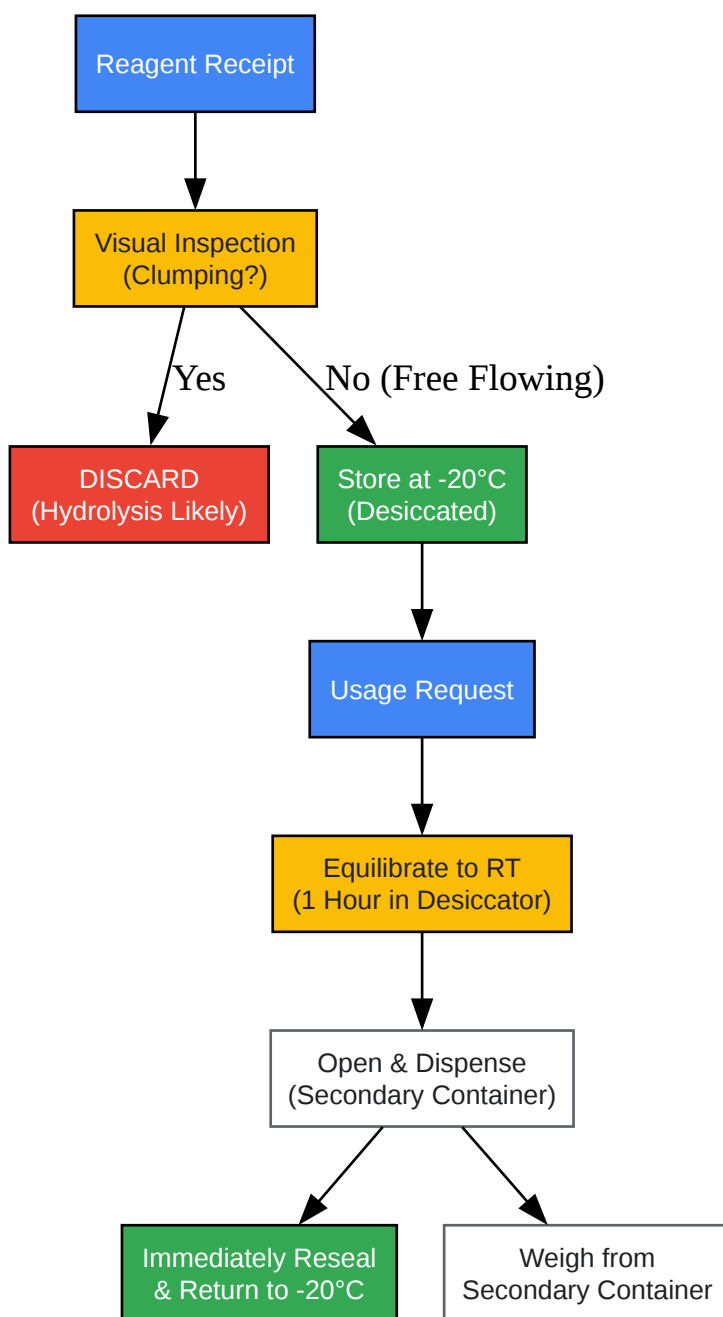 Reagent Receipt
Visual Inspection
(Clumping?)
Yes
No (Free Flowing)
DISCARD
(Hydrolysis Likely)
Store at -20°C
(Desiccated)
Usage Request
Equilibrate to RT
(1 Hour in Desiccator)
Open & Dispense
(Secondary Container)
Immediately Reseal
& Return to -20°C
Weigh from
Secondary Container